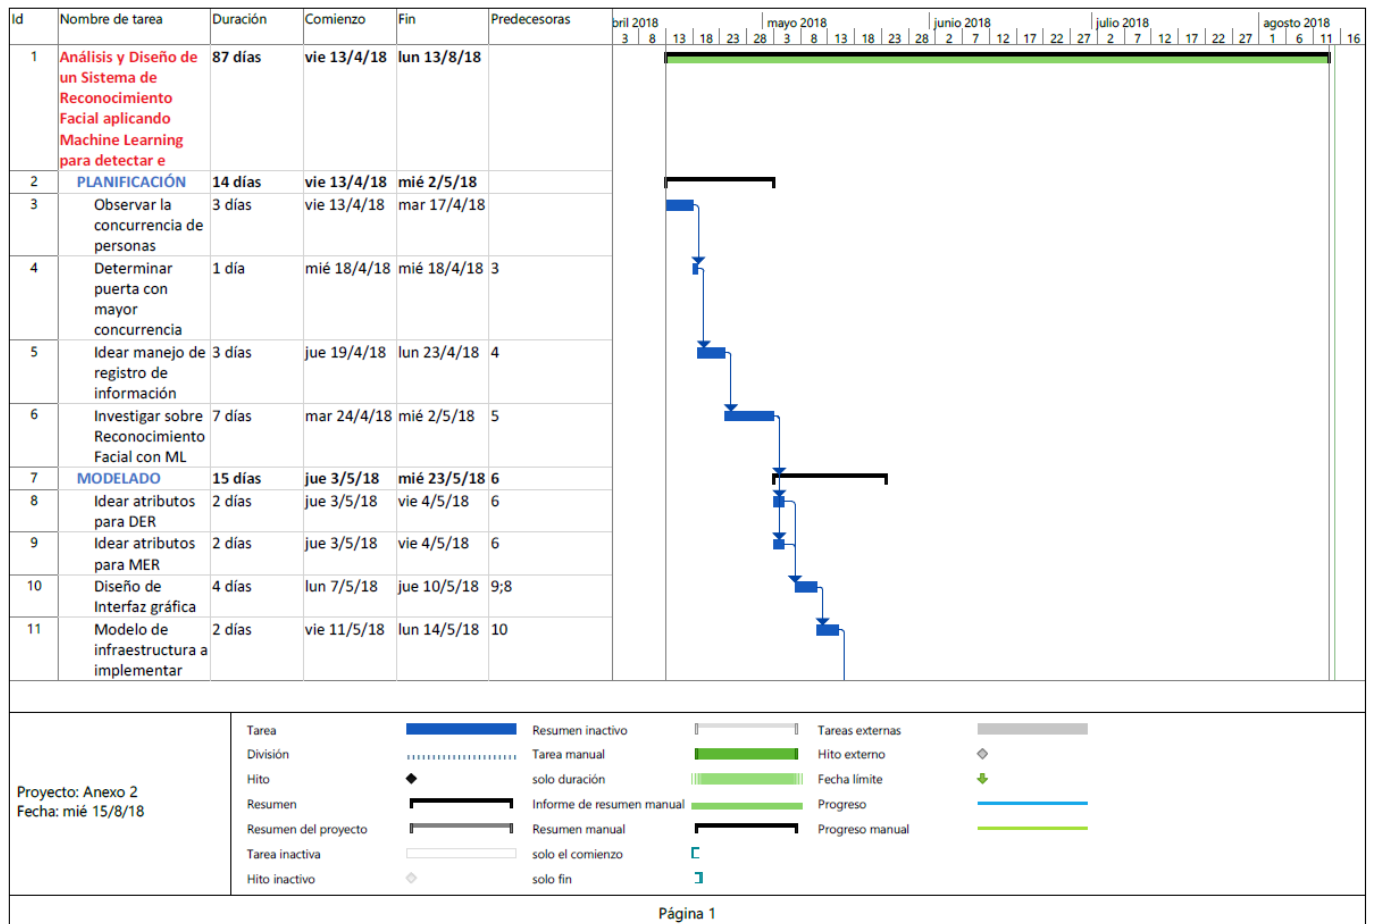 Id Nombre de tarea Duración Comienzo Fin Predecesoras
bril 2018 mayo 2018 junio 2018 julio 2018 agosto 2018
3 8 13 18 23 28 3 8 13 18 23 28 2 7 12 17 22 27 2 7 12 17 22 27 1 6 11 16
1 Análisis y Diseño de 87 días vie 13/4/18 lun 13/8/18
un Sistema de
Reconocimiento
Facial aplicando
Machine Learning
para detectar e
2 PLANIFICACIÓN 14 días vie 13/4/18 mié 2/5/18
3 Observar la 3 días vie 13/4/18 mar 17/4/18
concurrencia de
personas
4 Determinar 1 día mié 18/4/18 mié 18/4/18 3
puerta con
mayor
concurrencia
5 Idear manejo de 3 días jue 19/4/18 lun 23/4/18 4
registro de
información
6 Investigar sobre 7 días mar 24/4/18 mié 2/5/18 5
Reconocimiento
Facial con ML
7 MODELADO 15 días jue 3/5/18 mié 23/5/18 6
8 Idear atributos 2 días jue 3/5/18 vie 4/5/18 6
para DER
9 Idear atributos 2 días jue 3/5/18 vie 4/5/18 6
para MER
10 Diseño de 4 días lun 7/5/18 jue 10/5/18 9;8
Interfaz gráfica
11 Modelo de 2 días vie 11/5/18 lun 14/5/18 10
infraestructura a
implementar
Proyecto: Anexo 2
Fecha: mié 15/8/18
Tarea Resumen inactivo Tareas externas
División Tarea manual Hito externo
Hito solo duración Fecha límite
Resumen Informe de resumen manual Progreso
Resumen del proyecto Resumen manual Progreso manual
Tarea inactiva solo el comienzo
Hito inactivo solo fin
Página 1